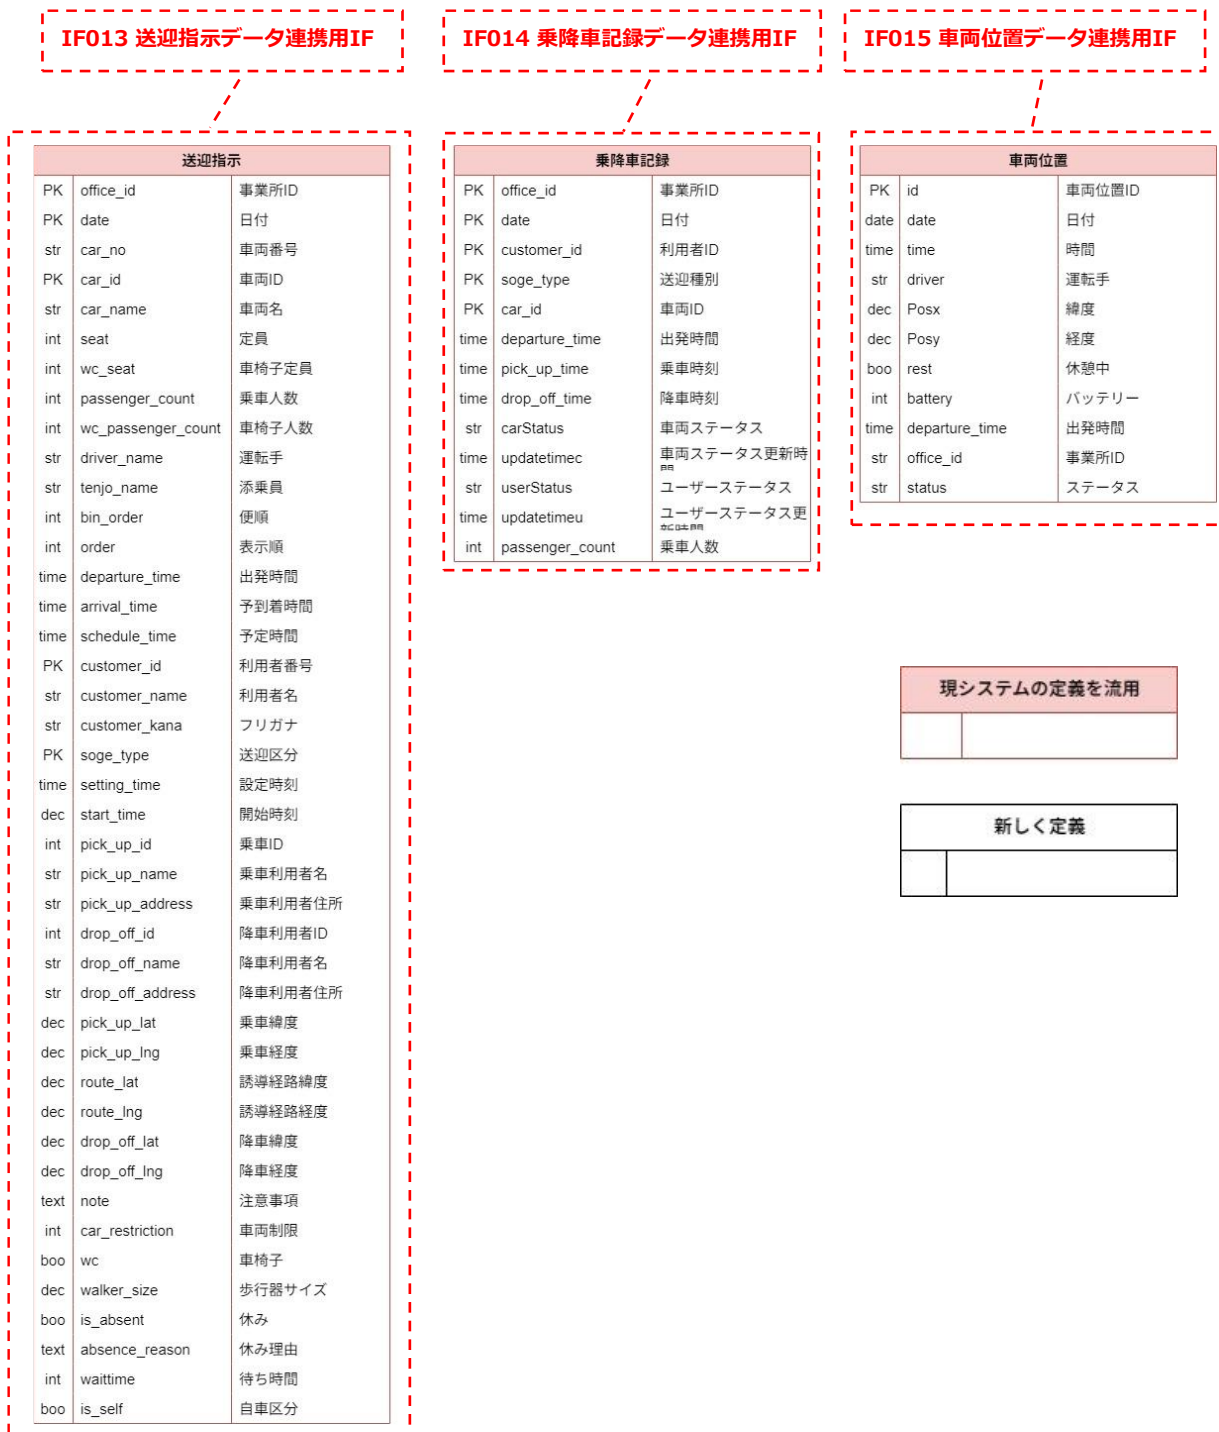 IF013 送迎指示データ連携用IF
IF014 乗降車記録データ連携用IF
IF015 車両位置データ連携用IF
送迎指示
PK office_id 事業所ID
PK date 日付
str car_no 車両番号
PK car_id 車両ID
str car_name 車両名
int seat 定員
int wc_seat 車椅子定員
int passenger_count 乗車人数
int wc_passenger_count 車椅子人数
str driver_name 運転手
str tenjo_name 添乗員
int bin_order 便順
int order 表示順
time departure_time 出発時間
time arrival_time 予到着時間
time schedule_time 予定時間
PK customer_id 利用者番号
str customer_name 利用者名
str customer_kana フリガナ
PK soge_type 送迎区分
time setting_time 設定時刻
dec start_time 開始時刻
int pick_up_id 乗車ID
str pick_up_name 乗車利用者名
str pick_up_address 乗車利用者住所
int drop_off_id 降車利用者ID
str drop_off_name 降車利用者名
str drop_off_address 降車利用者住所
dec pick_up_lat 乗車緯度
dec pick_up_lng 乗車経度
dec route_lat 誘導経路緯度
dec route_lng 誘導経路経度
dec drop_off_lat 降車緯度
dec drop_off_lng 降車経度
text note 注意事項
int car_restriction 車両制限
boo wc 車椅子
dec walker_size 歩行器サイズ
boo is_absent 休み
text absence_reason 休み理由
int waittime 待ち時間
boo is_self 自車区分
乗降車記録
PK office_id 事業所ID
PK date 日付
PK customer_id 利用者ID
PK soge_type 送迎種別
PK car_id 車両ID
time departure_time 出発時間
time pick_up_time 乗車時刻
time drop_off_time 降車時刻
str carStatus 車両ステータス
time updatetimec 車両ステータス更新時
間
str userStatus ユーザーステータス
time updatetimeu ユーザーステータス更
新時間
int passenger_count 乗車人数
車両位置
PK id 車両位置ID
date date 日付
time time 時間
str driver 運転手
dec Posx 緯度
dec Posy 経度
boo rest 休憩中
int battery バッテリー
time departure_time 出発時間
str office_id 事業所ID
str status ステータス
現システムの定義を流用
新しく定義